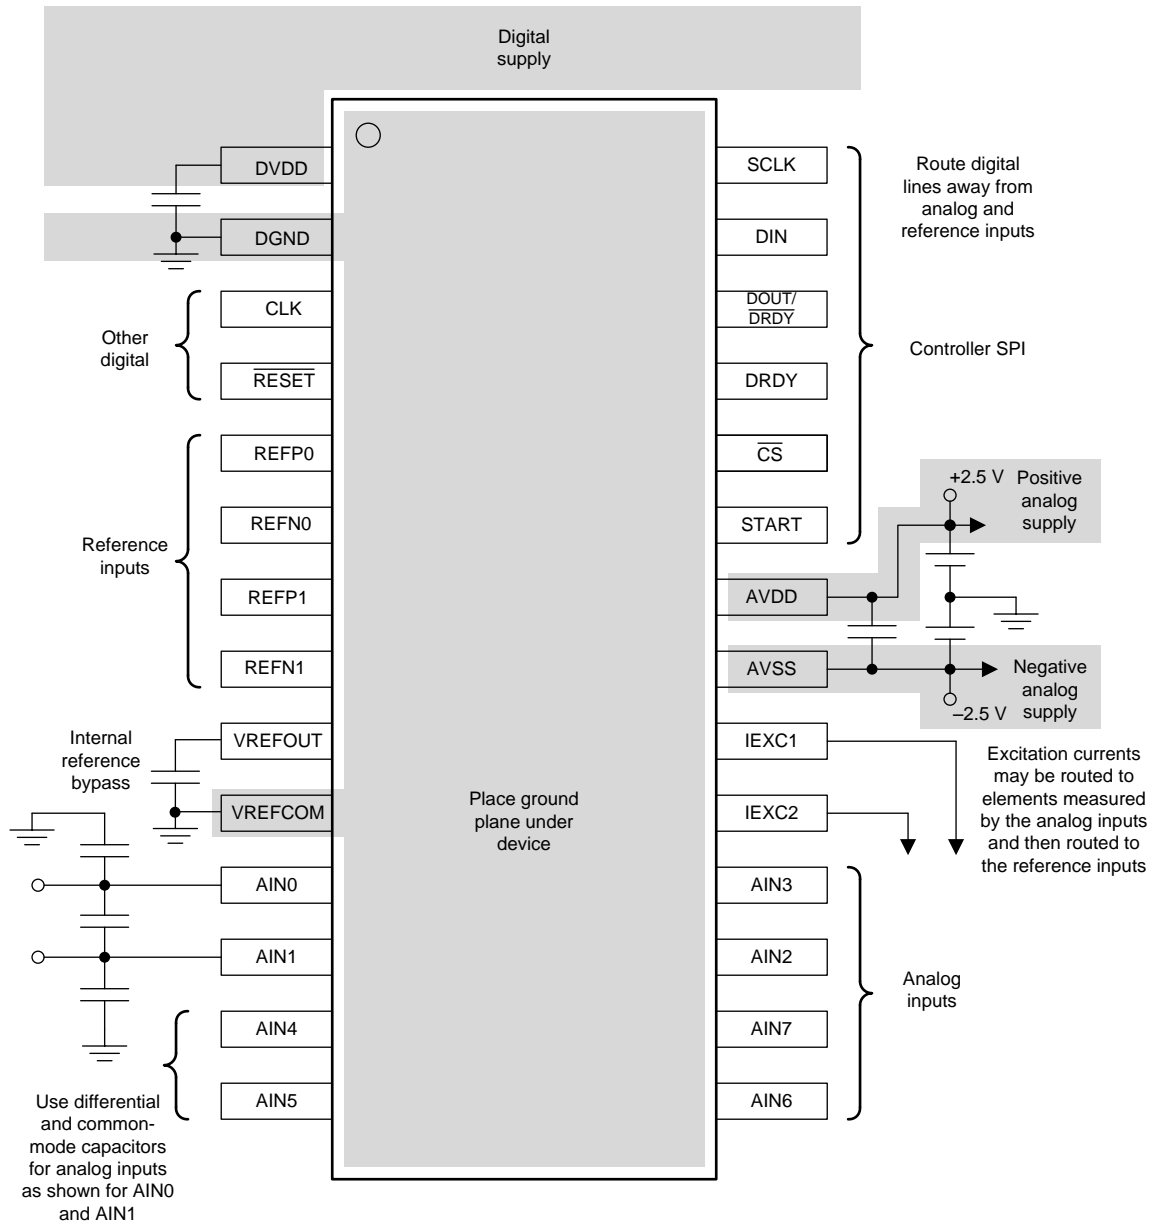 Digital
supply
DVDD
DGND
CLK
RESET
Other
digital
REFP0
REFN0
REFP1
REFN1
Reference
inputs
VREFOUT
VREFCOM
Internal
reference
bypass
AIN0
AIN1
AIN4
AIN5
Use differential
and common-
mode capacitors
for analog inputs
as shown for AIN0
and AIN1
Place ground
plane under
device
SCLK
DIN
DOUT/
DRDY
DRDY
CS
START
Route digital
lines away from
analog and
reference inputs
Controller SPI
AVDD
AVSS
+2.5 V
Positive
analog
supply
Negative
analog
supply
–2.5 V
IEXC1
IEXC2
Excitation currents
may be routed to
elements measured
by the analog inputs
and then routed to
the reference inputs
AIN3
AIN2
AIN7
AIN6
Analog
inputs